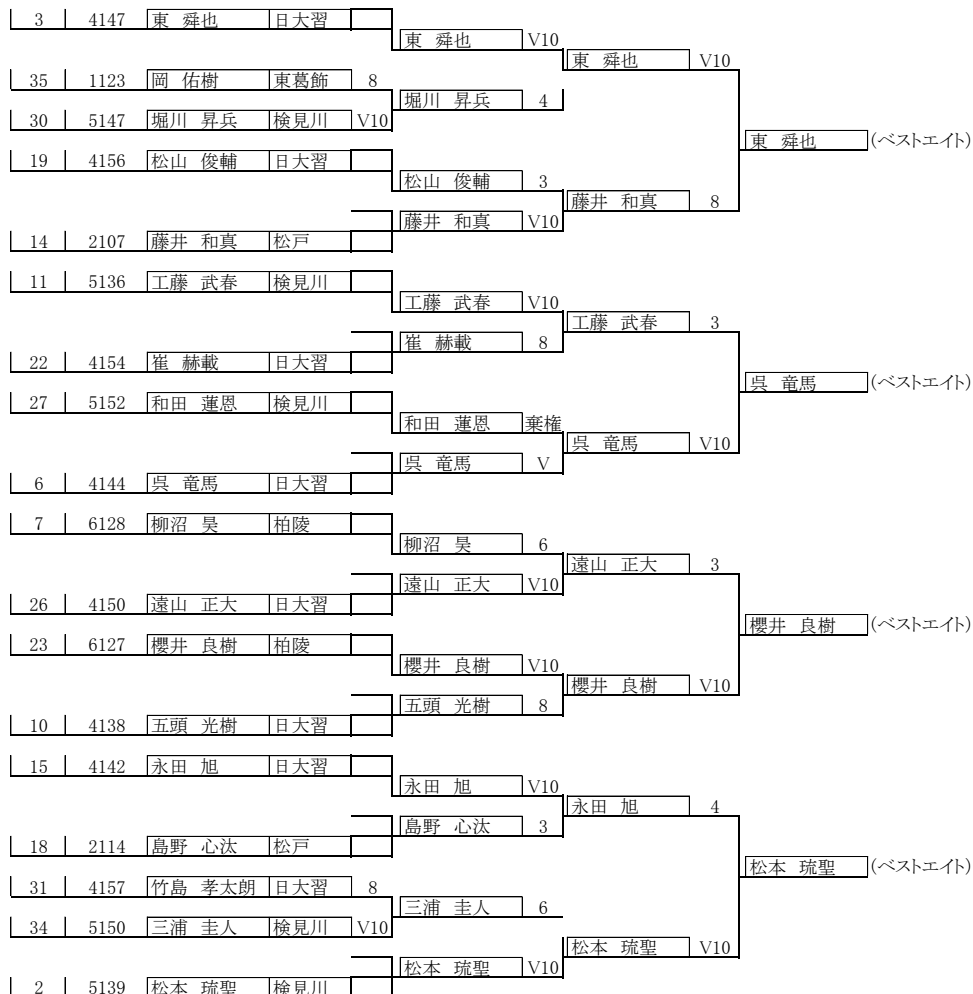 3 4147 東 舜也 日大習
東 舜也 V10
東 舜也 V10
35 1123 岡 佑樹 東葛飾 8
堀川 昇兵 4
30 5147 堀川 昇兵 検見川 V10
東 舜也 (ベストエイト)
19 4156 松山 俊輔 日大習
松山 俊輔 3
藤井 和真 8
藤井 和真 V10
14 2107 藤井 和真 松戸
11 5136 工藤 武春 検見川
工藤 武春 V10
工藤 武春 3
崔 赫載 8
22 4154 崔 赫載 日大習
呉 竜馬 (ベストエイト)
27 5152 和田 蓮恩 検見川
和田 蓮恩 棄権
呉 竜馬 V10
呉 竜馬 V
6 4144 呉 竜馬 日大習
7 6128 柳沼 昊 柏陵
柳沼 昊 6
遠山 正大 3
遠山 正大 V10
26 4150 遠山 正大 日大習
櫻井 良樹 (ベストエイト)
23 6127 櫻井 良樹 柏陵
櫻井 良樹 V10
櫻井 良樹 V10
五頭 光樹 8
10 4138 五頭 光樹 日大習
15 4142 永田 旭 日大習
永田 旭 V10
永田 旭 4
島野 心汰 3
18 2114 島野 心汰 松戸
松本 琉聖 (ベストエイト)
31 4157 竹島 孝太朗 日大習 8
三浦 圭人 6
34 5150 三浦 圭人 検見川 V10
松本 琉聖 V10
松本 琉聖 V10
2 5139 松本 琉聖 検見川